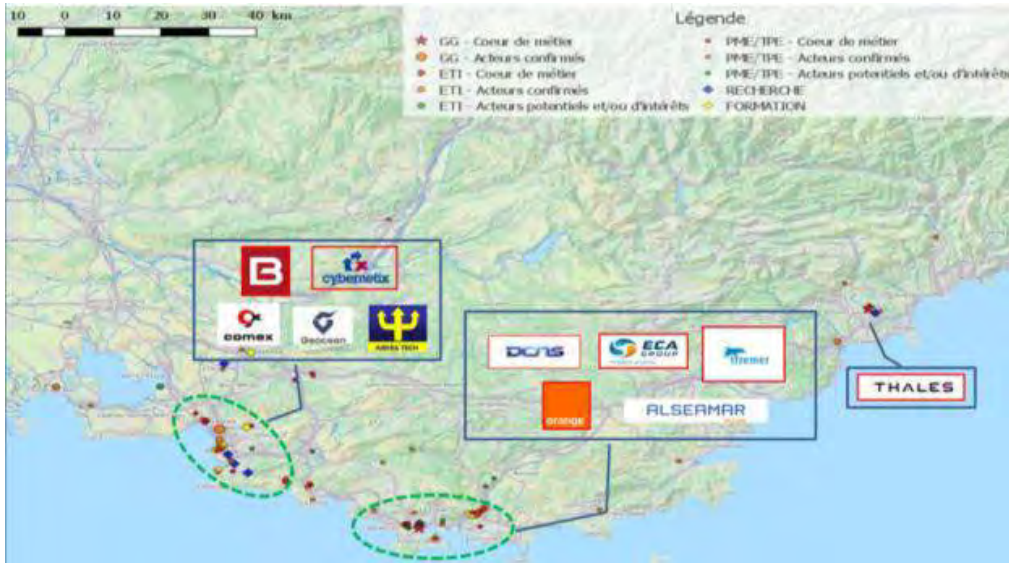 10 0 10 20 30 40 km
Légende
GG - Coeur de métier
GG - Acteurs confirmés
ETI - Coeur de métier
ETI - Acteurs confirmés
ETI - Acteurs potentiels et/ou d'intérêts
PME/TPE - Coeur de métier
PME/TPE - Acteurs confirmés
PME/TPE - Acteurs potentiels et/ou d'intérêts
RECHERCHE
FORMATION
B
cybernetix
comex
Geocean
DCNS
ECA
GROUP
orange
ALSEAMAR
THALES